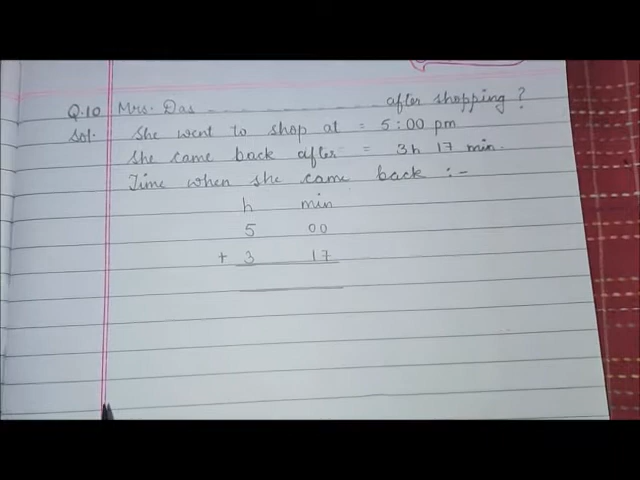 Q.10 Mrs. Das ------------ after shopping?
Sol. She went to shop at = 5:00 pm
She came back after = 3h 17 min.
Time when she came back :-
h min
5 00
+ 3 17